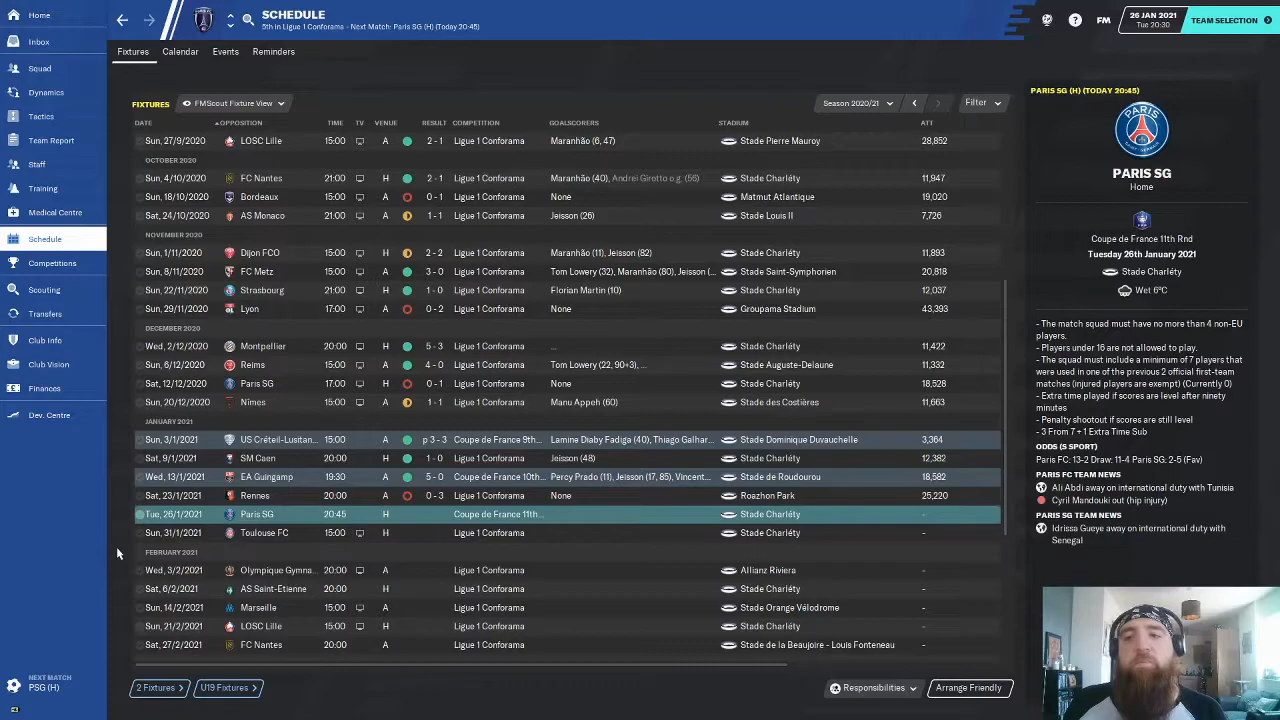 Home
SCHEDULE
5th in Ligue 1 Conforama - Next Match: Paris SG (H) (Today 20:45)
FM
26 JAN 2021
Tue 20:30
TEAM SELECTION
Inbox
Squad
Dynamics
Tactics
Team Report
Staff
Training
Medical Centre
Schedule
Competitions
Scouting
Transfers
Club Info
Club Vision
Finances
Dev. Centre
NEXT MATCH
PSG (H)
Fixtures Calendar Events Reminders
FIXTURES FMScout Fixture View Season 2020/21 Filter
DATE OPPOSITION TIME TV VENUE RESULT COMPETITION GOALSCORERS STADIUM ATT
Sun, 27/9/2020 LOSC Lille 15:00 A 2 - 1 Ligue 1 Conforama Maranhão (6, 47) Stade Pierre Mauroy 28,852
OCTOBER 2020
Sun, 4/10/2020 FC Nantes 21:00 H 2 - 1 Ligue 1 Conforama Maranhão (40), Andrei Girotto o.g. (56) Stade Charléty 11,947
Sun, 18/10/2020 Bordeaux 15:00 A 0 - 1 Ligue 1 Conforama None Matmut Atlantique 19,020
Sat, 24/10/2020 AS Monaco 21:00 A 1 - 1 Ligue 1 Conforama Jeisson (26) Stade Louis II 7,726
NOVEMBER 2020
Sun, 1/11/2020 Dijon FCO 15:00 H 2 - 2 Ligue 1 Conforama Maranhão (11), Jeisson (82) Stade Charléty 11,893
Sun, 8/11/2020 FC Metz 15:00 A 3 - 0 Ligue 1 Conforama Tom Lowery (32), Maranhão (80), Jeisson (... Stade Saint-Symphorien 20,818
Sun, 22/11/2020 Strasbourg 21:00 H 1 - 0 Ligue 1 Conforama Florian Martin (10) Stade Charléty 12,037
Sun, 29/11/2020 Lyon 17:00 A 0 - 2 Ligue 1 Conforama None Groupama Stadium 43,393
DECEMBER 2020
Wed, 2/12/2020 Montpellier 20:00 H 5 - 3 Ligue 1 Conforama ... Stade Charléty 11,422
Sun, 6/12/2020 Reims 15:00 A 4 - 0 Ligue 1 Conforama Tom Lowery (22, 90+3), ... Stade Auguste-Delaune 11,332
Sat, 12/12/2020 Paris SG 17:00 H 0 - 1 Ligue 1 Conforama None Stade Charléty 18,528
Sun, 20/12/2020 Nîmes 15:00 A 1 - 1 Ligue 1 Conforama Manu Appeh (60) Stade des Costières 11,663
JANUARY 2021
Sun, 3/1/2021 US Créteil-Lusitan... 15:00 A p 3 - 3 Coupe de France 9th... Lamine Diaby Fadiga (40), Thiago Galhar... Stade Dominique Duvauchelle 3,364
Sat, 9/1/2021 SM Caen 20:00 H 1 - 0 Ligue 1 Conforama Jeisson (48) Stade Charléty 12,382
Wed, 13/1/2021 EA Guingamp 19:30 A 5 - 0 Coupe de France 10th... Percy Prado (11), Jeisson (17, 85), Vincent... Stade de Roudourou 18,582
Sat, 23/1/2021 Rennes 20:00 A 0 - 3 Ligue 1 Conforama None Roazhon Park 25,220
Tue, 26/1/2021 Paris SG 20:45 H Coupe de France 11th... Stade Charléty -
Sun, 31/1/2021 Toulouse FC 15:00 H Ligue 1 Conforama Stade Charléty -
FEBRUARY 2021
Wed, 3/2/2021 Olympique Gymna... 20:00 A Ligue 1 Conforama Allianz Riviera -
Sat, 6/2/2021 AS Saint-Etienne 20:00 H Ligue 1 Conforama Stade Charléty -
Sun, 14/2/2021 Marseille 15:00 A Ligue 1 Conforama Stade Orange Vélodrome -
Sun, 21/2/2021 LOSC Lille 15:00 H Ligue 1 Conforama Stade Charléty -
Sat, 27/2/2021 FC Nantes 20:00 A Ligue 1 Conforama Stade de la Beaujoire - Louis Fonteneau -
2 Fixtures > U19 Fixtures > Responsibilities Arrange Friendly
PARIS SG (H) (TODAY 20:45)
PARIS
PARIS SG
Home
Coupe de France 11th Rnd
Tuesday 26th January 2021
Stade Charléty
Wet 6°C
- The match squad must have no more than 4 non-EU
players.
- Players under 16 are not allowed to play.
- The squad must include a minimum of 7 players that
were used in one of the previous 2 official first-team
matches (injured players are exempt) (Currently 0)
- Extra time played if scores are level after ninety
minutes
- Penalty shootout if scores are still level
- 3 From 7 + 1 Extra Time Sub
ODDS (S SPORT)
Paris FC: 13-2 Draw: 11-4 Paris SG: 2-5 (Fav)
PARIS FC TEAM NEWS
Ali Abdi away on international duty with Tunisia
Cyril Mandouki out (hip injury)
PARIS SG TEAM NEWS
Idrissa Gueye away on international duty with
Senegal